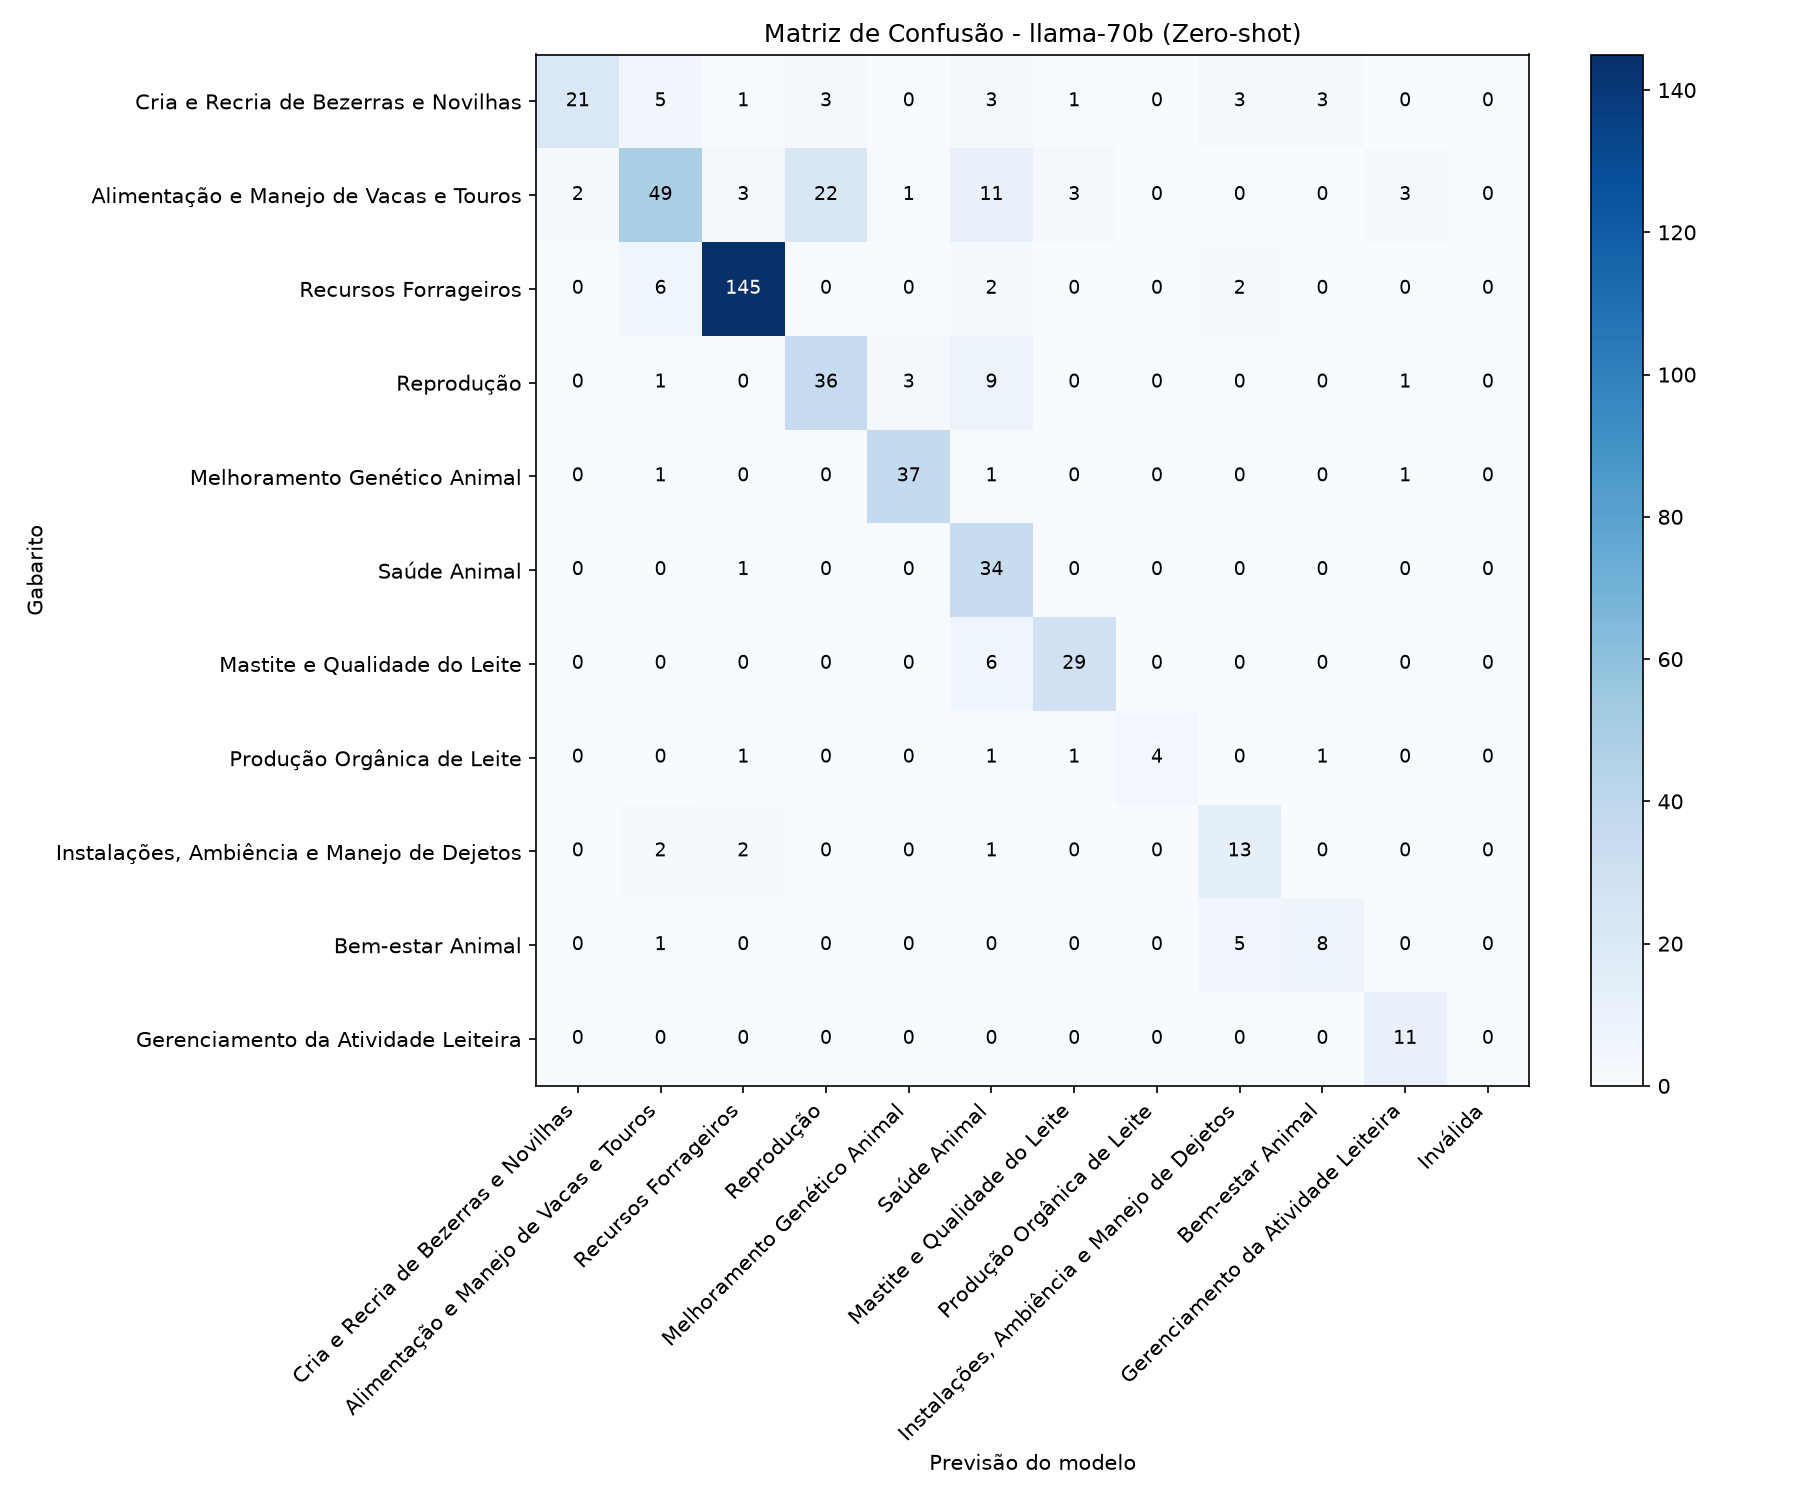 Matriz de Confusão - llama-70b (Zero-shot)
Cria e Recria de Bezerras e Novilhas 21 5 1 3 0 3 1 0 3 3 0 0
Alimentação e Manejo de Vacas e Touros 2 49 3 22 1 11 3 0 0 0 3 0
Recursos Forrageiros 0 6 145 0 0 2 0 0 2 0 0 0
Reprodução 0 1 0 36 3 9 0 0 0 0 1 0
Melhoramento Genético Animal 0 1 0 0 37 1 0 0 0 0 1 0
Saúde Animal 0 0 1 0 0 34 0 0 0 0 0 0
Mastite e Qualidade do Leite 0 0 0 0 0 6 29 0 0 0 0 0
Produção Orgânica de Leite 0 0 1 0 0 1 1 4 0 1 0 0
Instalações, Ambiência e Manejo de Dejetos 0 2 2 0 0 1 0 0 13 0 0 0
Bem-estar Animal 0 1 0 0 0 0 0 0 5 8 0 0
Gerenciamento da Atividade Leiteira 0 0 0 0 0 0 0 0 0 0 11 0
Gabarito
Cria e Recria de Bezerras e Novilhas
Alimentação e Manejo de Vacas e Touros
Recursos Forrageiros
Reprodução
Melhoramento Genético Animal
Saúde Animal
Mastite e Qualidade do Leite
Produção Orgânica de Leite
Instalações, Ambiência e Manejo de Dejetos
Bem-estar Animal
Gerenciamento da Atividade Leiteira
Inválida
Previsão do modelo
140
120
100
80
60
40
20
0